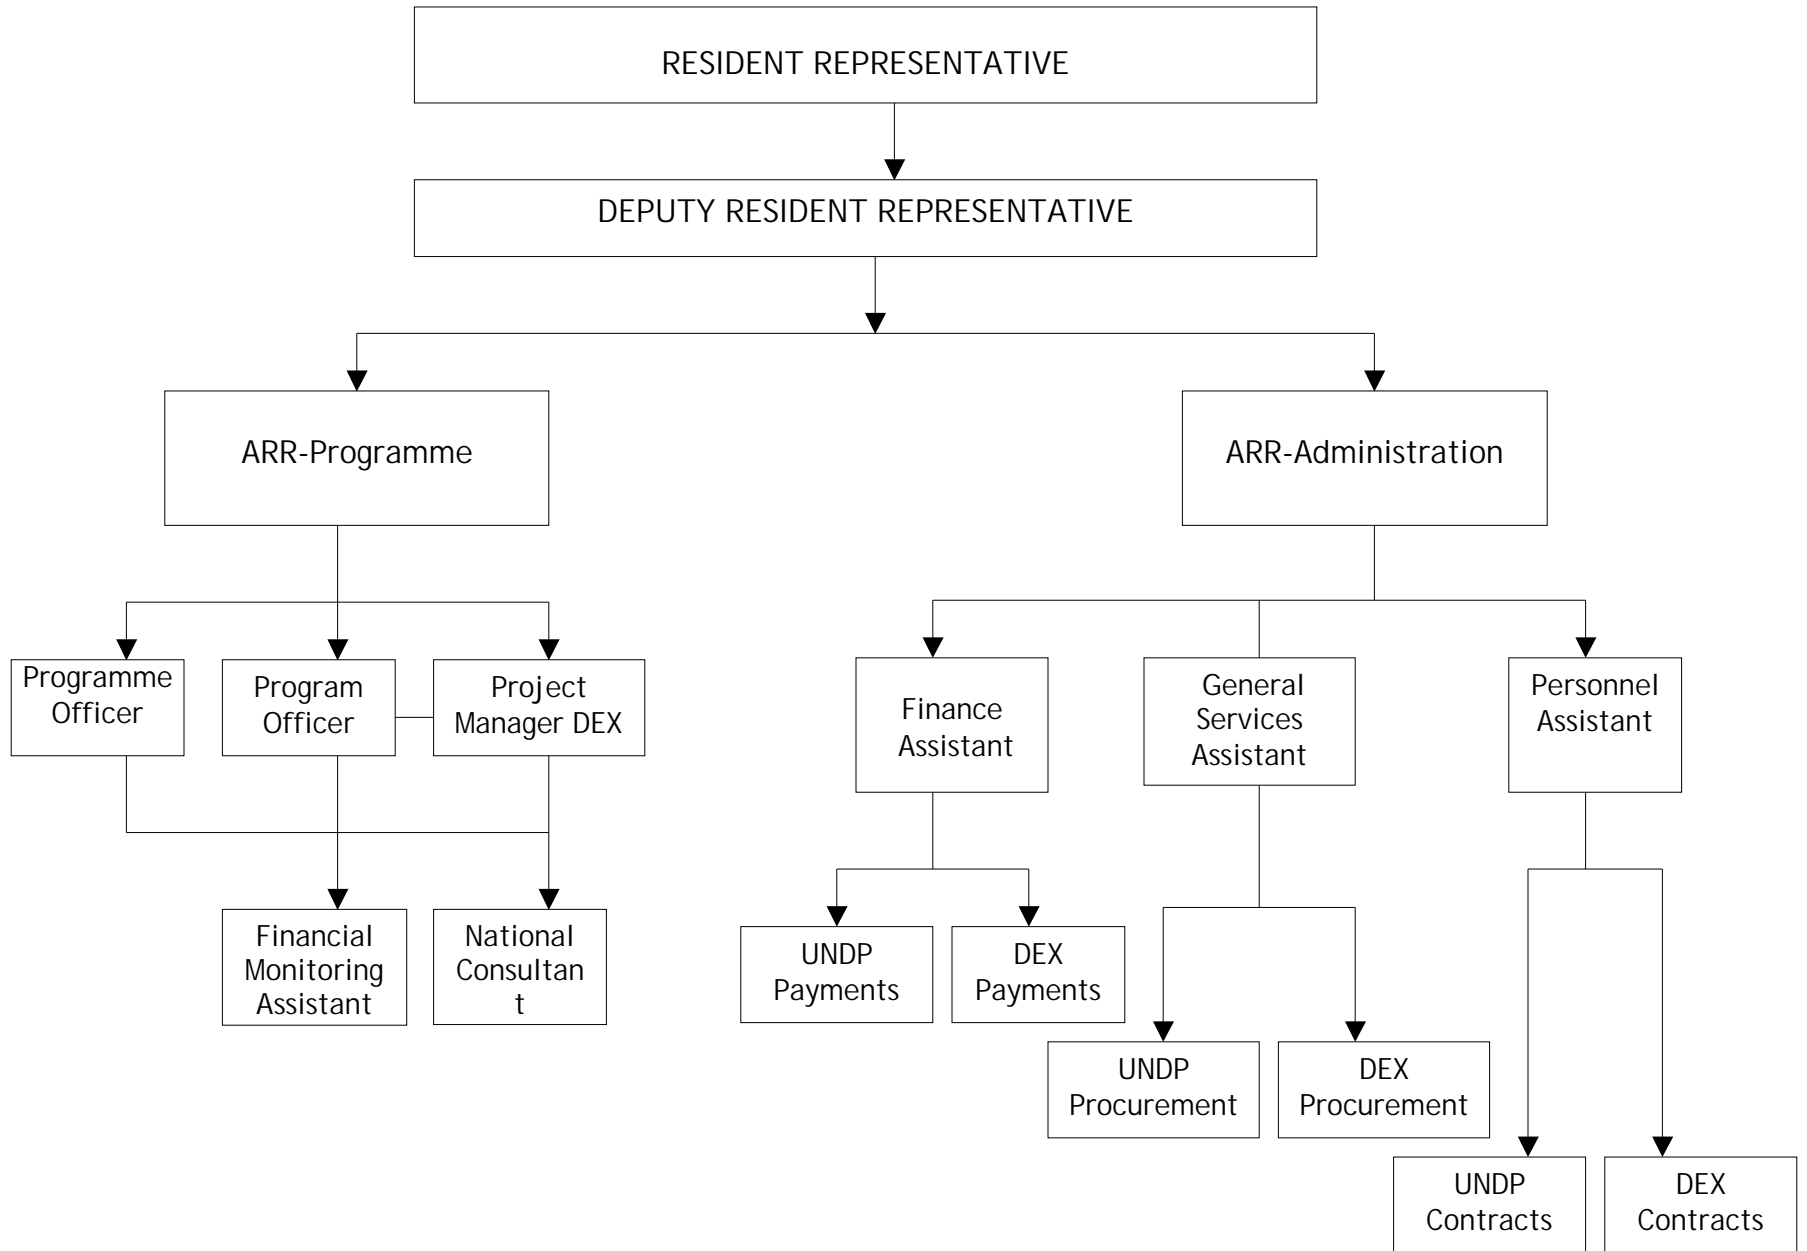 RESIDENT REPRESENTATIVE
DEPUTY RESIDENT REPRESENTATIVE
ARR-Programme
ARR-Administration
Programme
Officer
Program
Officer
Project
Manager DEX
Finance
Assistant
General
Services
Assistant
Personnel
Assistant
Financial
Monitoring
Assistant
National
Consultan
t
UNDP
Payments
DEX
Payments
UNDP
Procurement
DEX
Procurement
UNDP
Contracts
DEX
Contracts